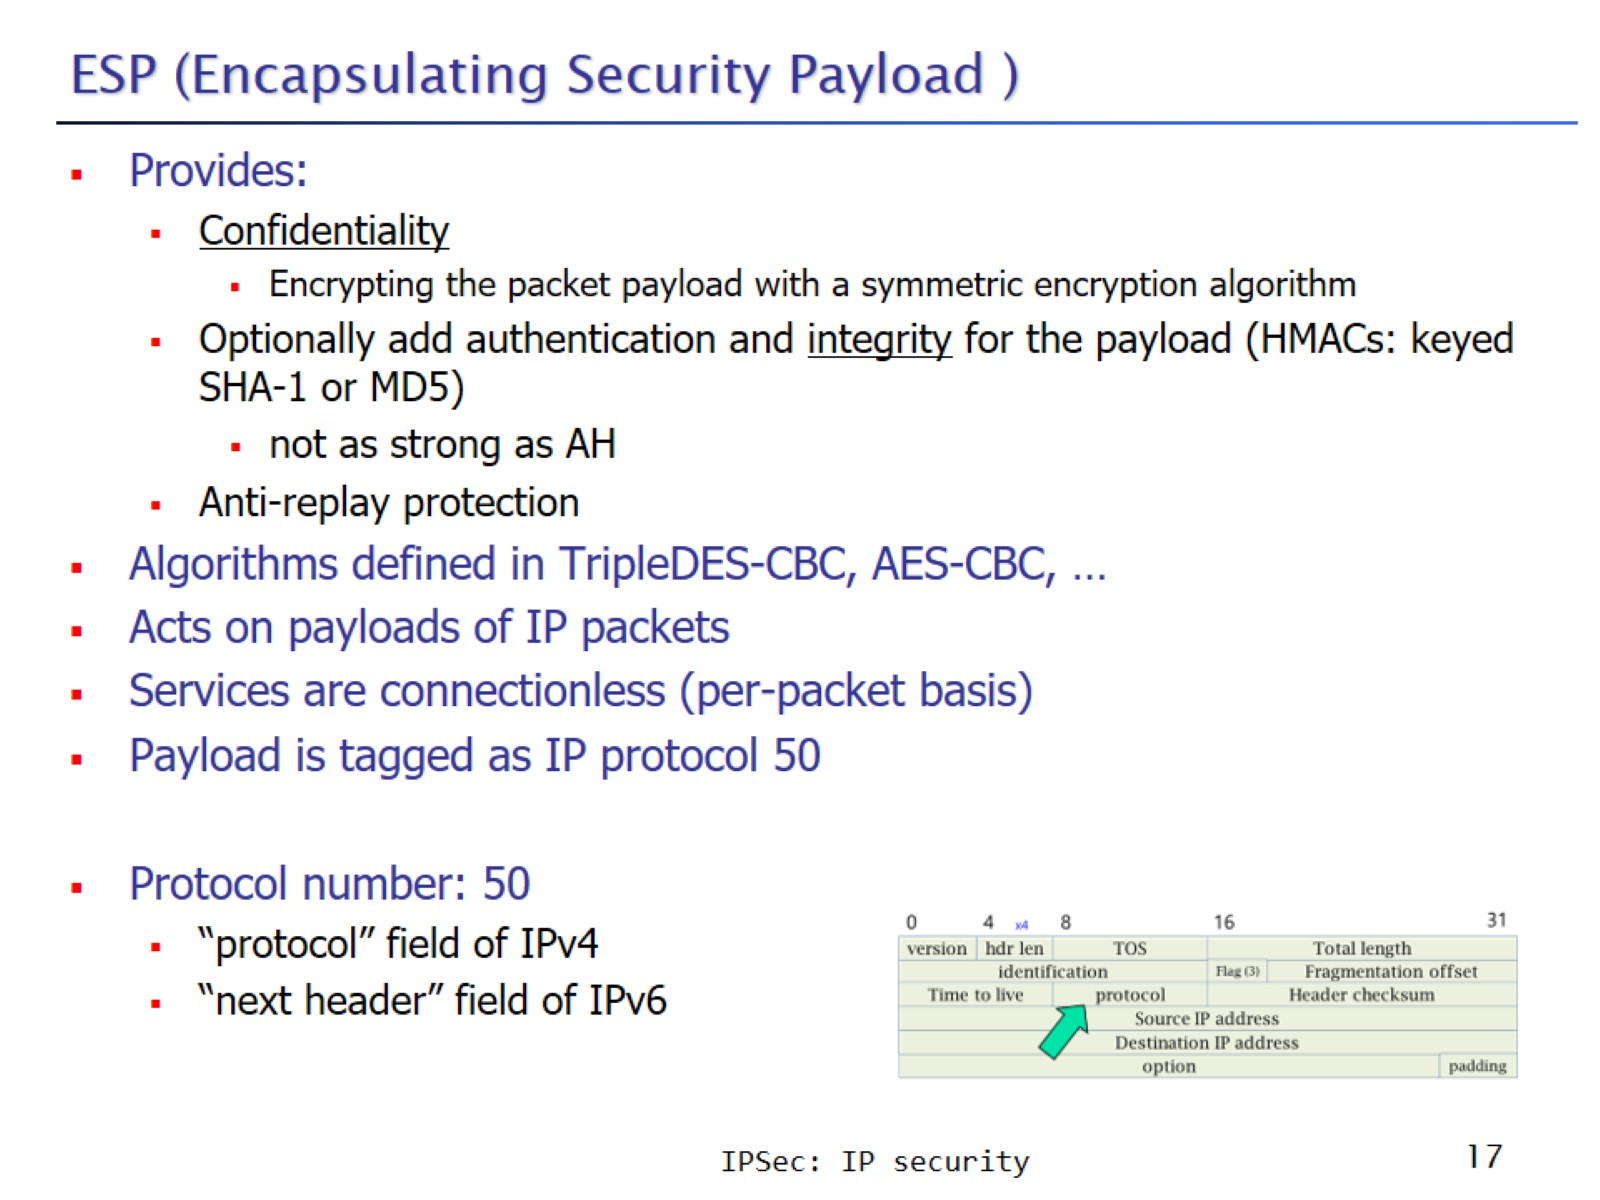 ESP (Encapsulating Security Payload )
Provides:
Confidentiality
Encrypting the packet payload with a symmetric encryption algorithm
Optionally add authentication and integrity for the payload (HMACs: keyed
SHA-1 or MD5)
not as strong as AH
Anti-replay protection
Algorithms defined in TripleDES-CBC, AES-CBC, …
Acts on payloads of IP packets
Services are connectionless (per-packet basis)
Payload is tagged as IP protocol 50
Protocol number: 50
“protocol” field of IPv4
“next header” field of IPv6
0 4 x4 8 16 31
version hdr len TOS Total length
identification Flag (3) Fragmentation offset
Time to live protocol Header checksum
Source IP address
Destination IP address
option padding
IPSec: IP security
17